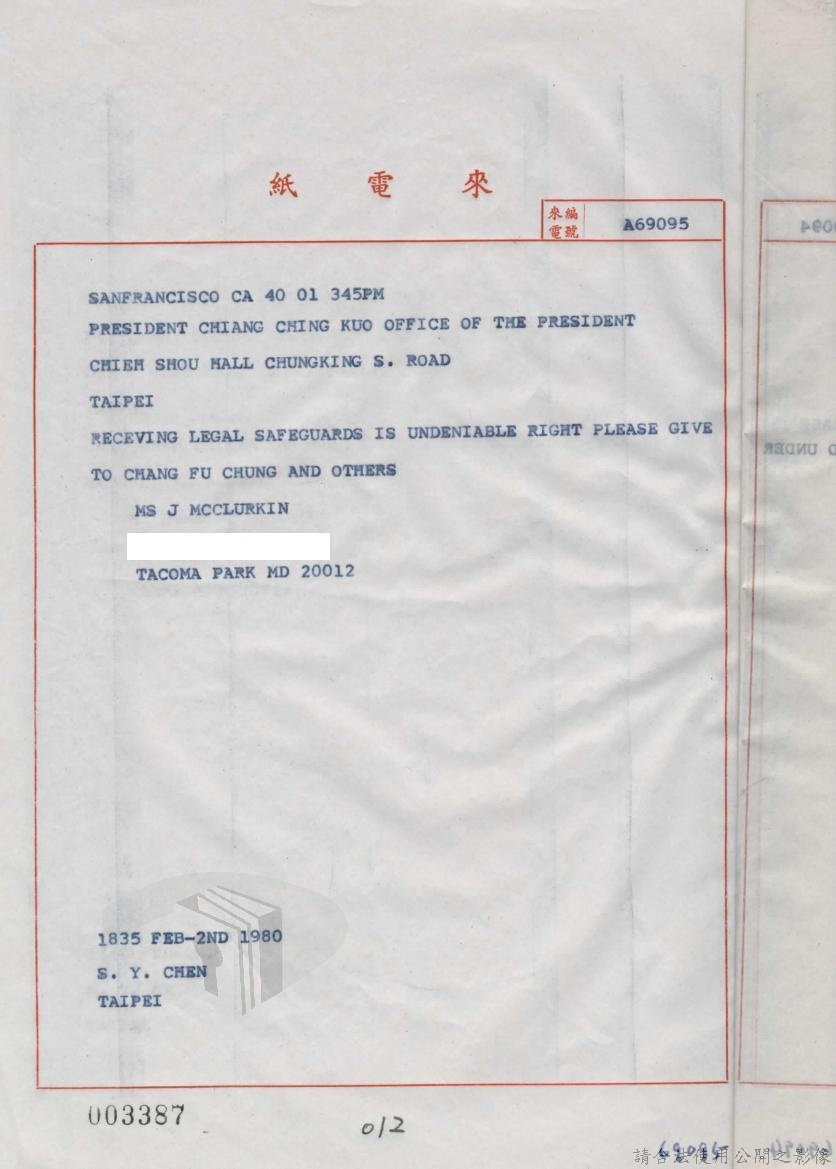 紙電來
來電 編號 A69095
SANFRANCISCO CA 40 01 345PM
PRESIDENT CHIANG CHING KUO OFFICE OF THE PRESIDENT
CHIEH SHOU HALL CHUNGKING S. ROAD
TAIPEI
RECEVING LEGAL SAFEGUARDS IS UNDENIABLE RIGHT PLEASE GIVE
TO CHANG FU CHUNG AND OTHERS
MS J MCCLURKIN
TACOMA PARK MD 20012
1835 FEB-2ND 1980
S. Y. CHEN
TAIPEI
003387
012
69095
請合法使用公開之影像